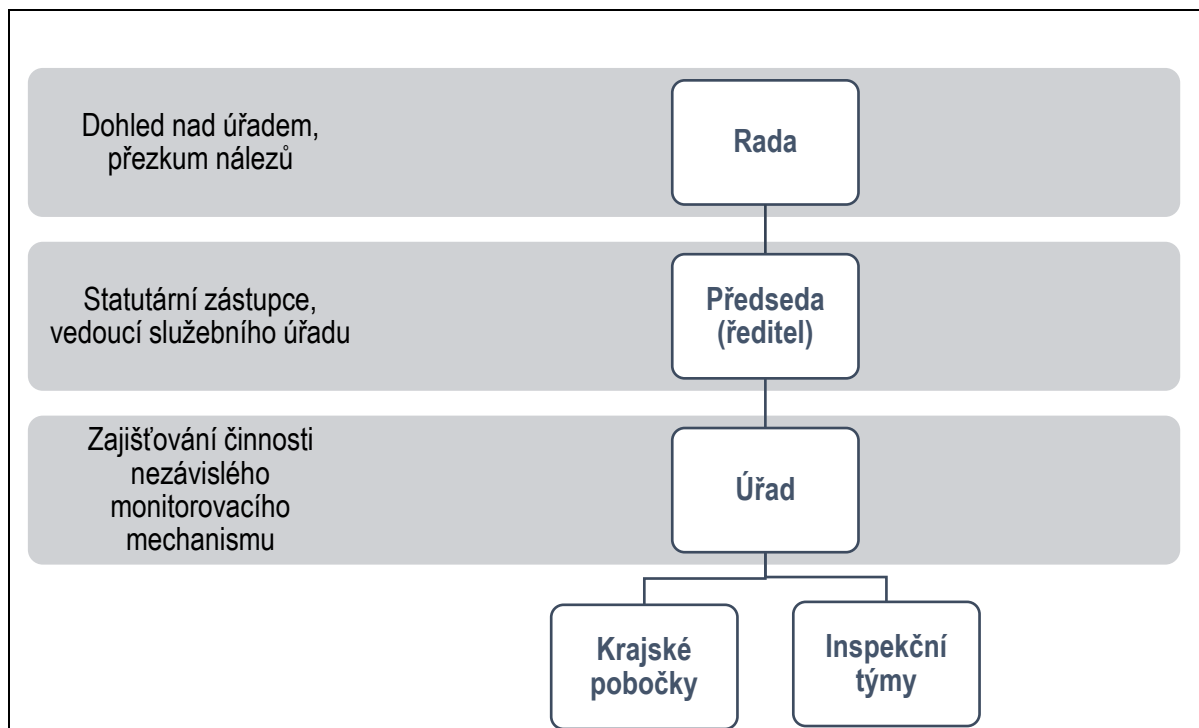 Dohled nad úřadem,
přezkum nálezů
Rada
Statutární zástupce,
vedoucí služebního úřadu
Předseda
(ředitel)
Zajišťování činnosti
nezávislého
monitorovacího
mechanismu
Úřad
Krajské
pobočky
Inspekční
týmy